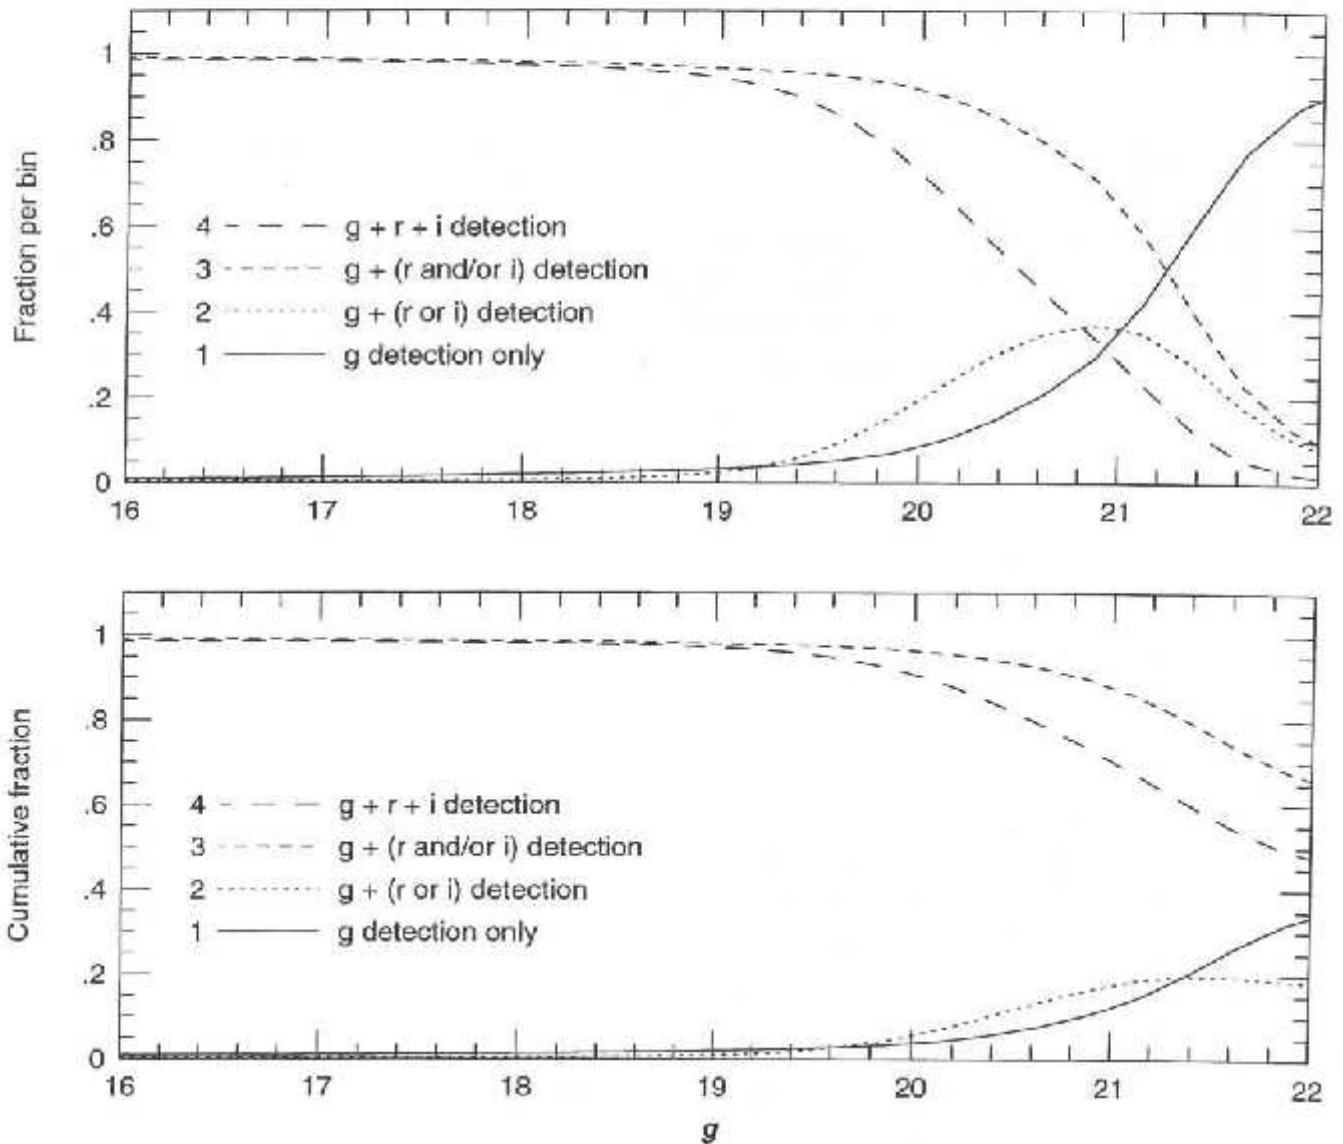 Fraction per bin
1
.8
.6
.4
.2
0
4 g + r + i detection
3 g + (r and/or i) detection
2 g + (r or i) detection
1 g detection only
16 17 18 19 20 21 22
Cumulative fraction
1
.8
.6
.4
.2
0
4 g + r + i detection
3 g + (r and/or i) detection
2 g + (r or i) detection
1 g detection only
16 17 18 19 20 21 22
g